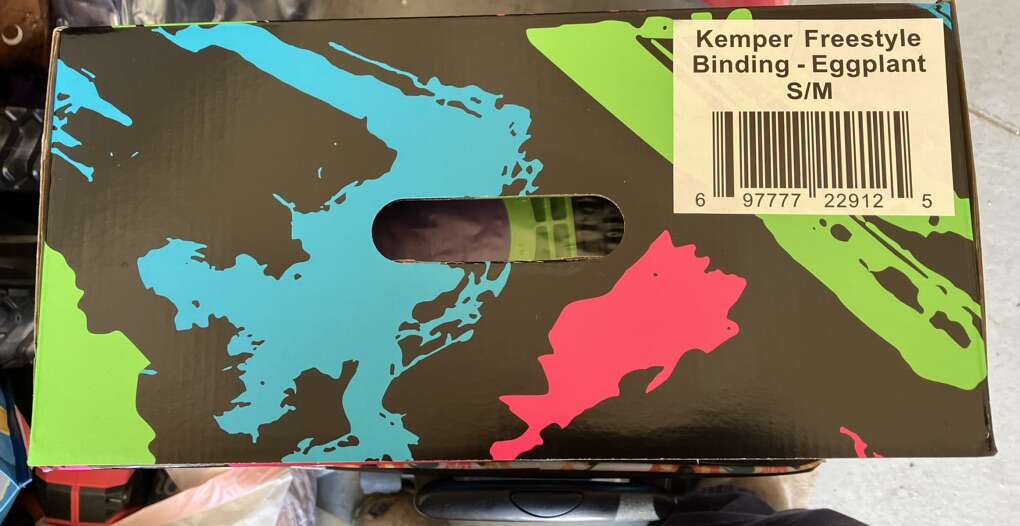 Kemper Freestyle
Binding - Eggplant
S/M
6 97777 22912 5